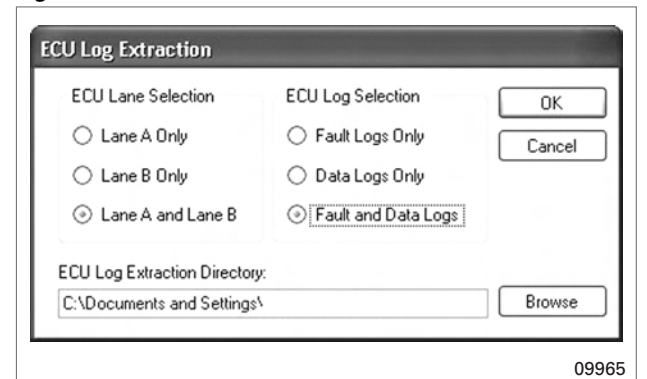 ECU Log Extraction
ECU Lane Selection
Lane A Only
Lane B Only
Lane A and Lane B
ECU Log Selection
Fault Logs Only
Data Logs Only
Fault and Data Logs
OK
Cancel
ECU Log Extraction Directory:
C:\Documents and Settings\
Browse
09965